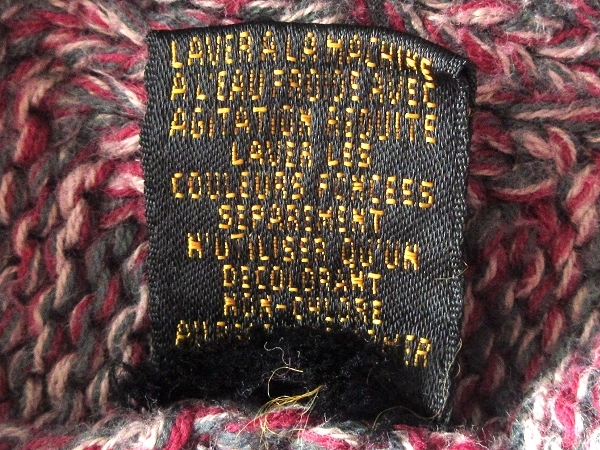 LAVER A LA MACHINE
A L'EAU FROIDE AVEC
AGITATION REDUITE
LAVER LES
COULEURS FONCEES
SEPAREMENT
N'UTILISER QU'UN
DECOLORANT
NON-CHLORE